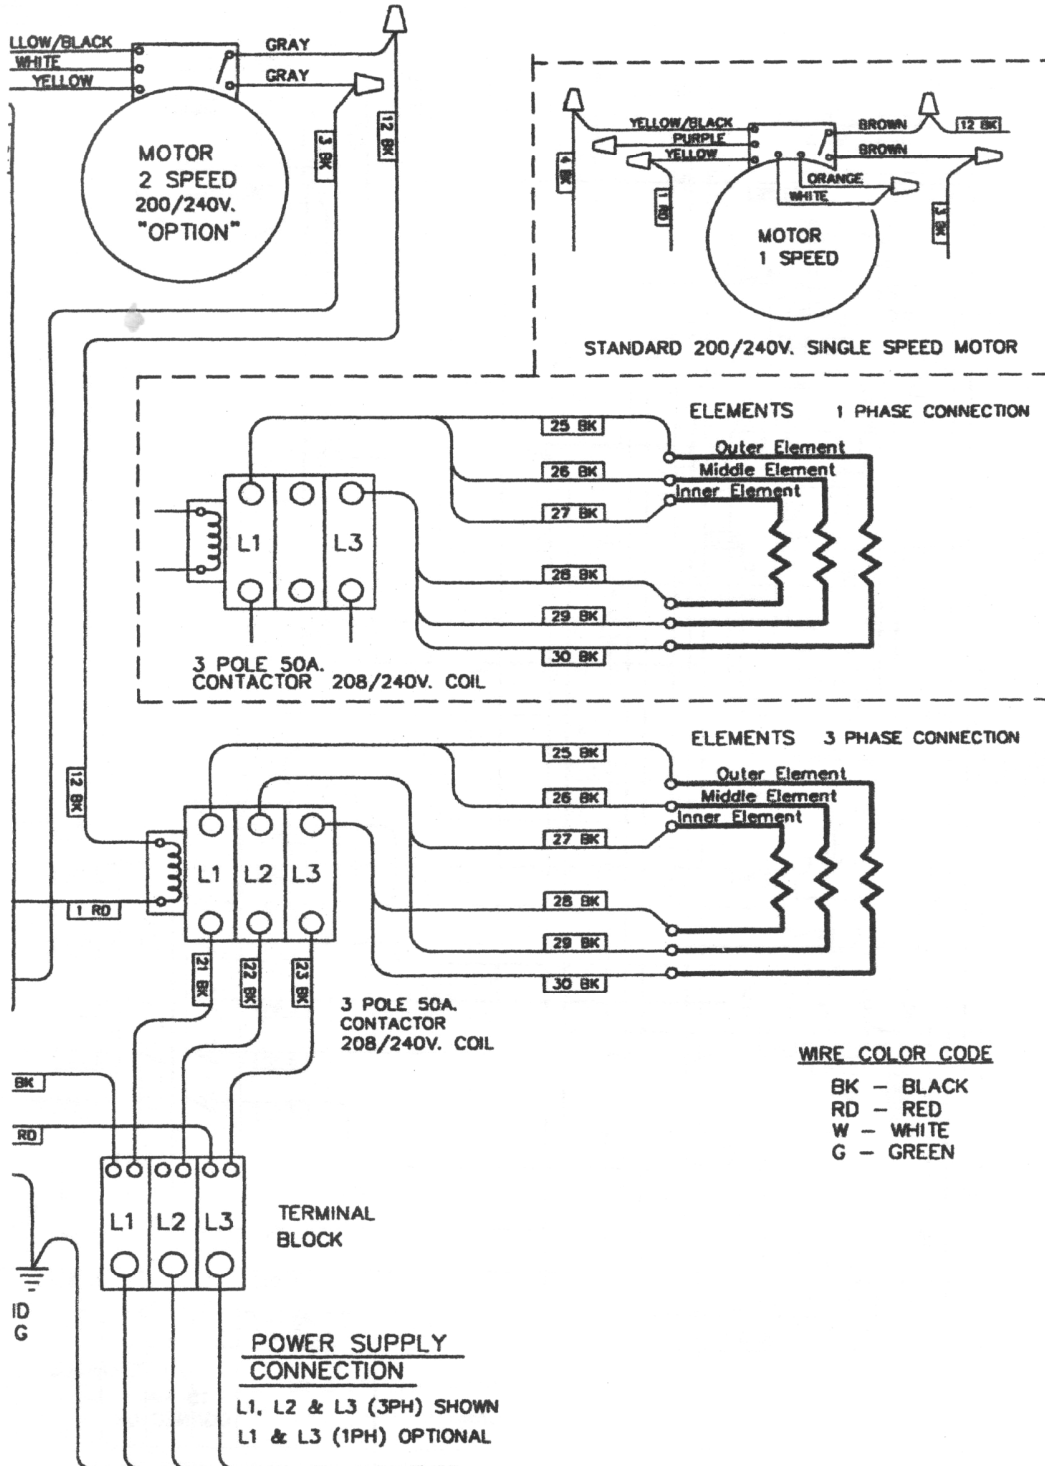 LLOW/BLACK
WHITE
YELLOW
GRAY
GRAY
3 BK
12 BK
MOTOR
2 SPEED
200/240V.
"OPTION"
YELLOW/BLACK
PURPLE
YELLOW
BROWN
12 BK
BROWN
ORANGE
WHITE
4 BK
1 RD
3 BK
MOTOR
1 SPEED
STANDARD 200/240V. SINGLE SPEED MOTOR
ELEMENTS 1 PHASE CONNECTION
25 BK
Outer Element
26 BK
Middle Element
Inner Element
27 BK
L1
L3
28 BK
29 BK
30 BK
3 POLE 50A.
CONTACTOR 208/240V. COIL
ELEMENTS 3 PHASE CONNECTION
25 BK
Outer Element
26 BK
Middle Element
Inner Element
27 BK
12 BK
L1
L2
L3
1 RD
28 BK
29 BK
30 BK
21 BK
22 BK
23 BK
3 POLE 50A.
CONTACTOR
208/240V. COIL
WIRE COLOR CODE
BK – BLACK
RD – RED
W – WHITE
G – GREEN
BK
RD
L1
L2
L3
TERMINAL
BLOCK
ID
G
POWER SUPPLY
CONNECTION
L1, L2 & L3 (3PH) SHOWN
L1 & L3 (1PH) OPTIONAL